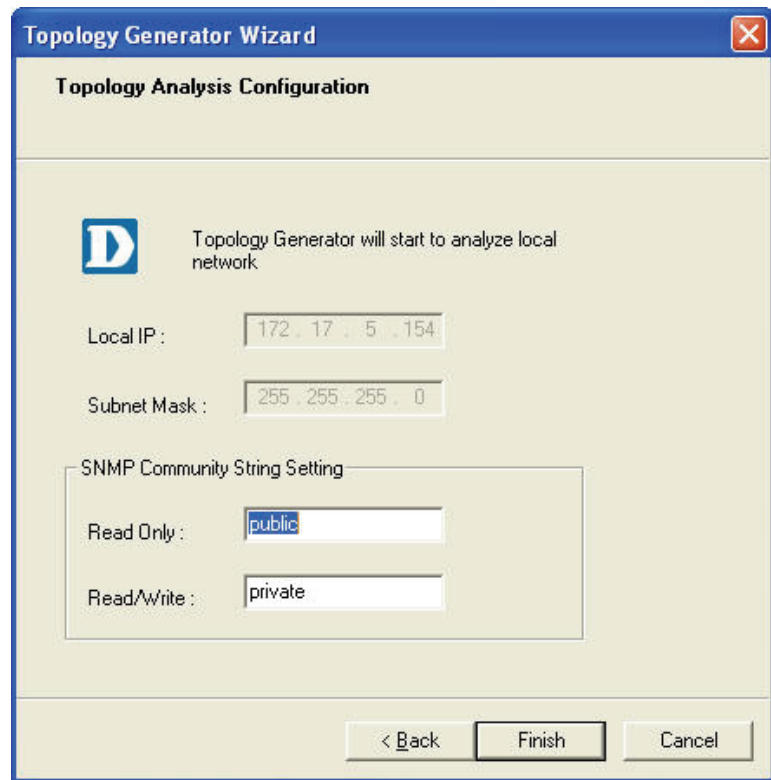 Topology Generator Wizard
Topology Analysis Configuration
D
Topology Generator will start to analyze local
network
Local IP :
172 . 17 . 5 . 154
Subnet Mask :
255 . 255 . 255 . 0
SNMP Community String Setting
Read Only :
public
Read/Write :
private
< Back
Finish
Cancel